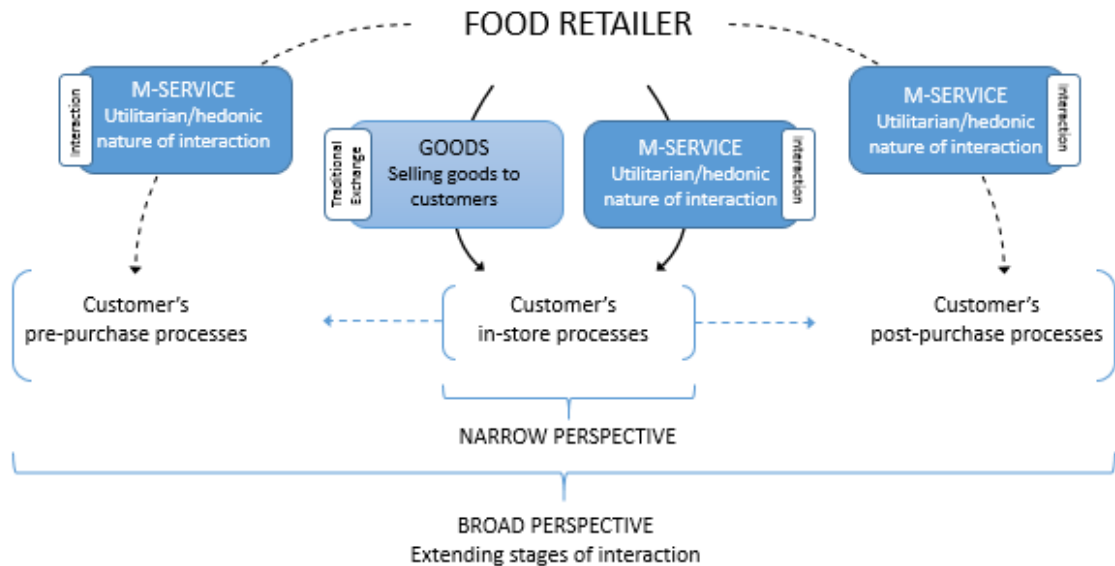 FOOD RETAILER
Interaction
M-SERVICE
Utilitarian/hedonic
nature of interaction
Traditional
Exchange
GOODS
Selling goods to
customers
M-SERVICE
Utilitarian/hedonic
nature of interaction
Interaction
M-SERVICE
Utilitarian/hedonic
nature of interaction
Interaction
Customer's
pre-purchase processes
Customer's
in-store processes
Customer's
post-purchase processes
NARROW PERSPECTIVE
BROAD PERSPECTIVE
Extending stages of interaction